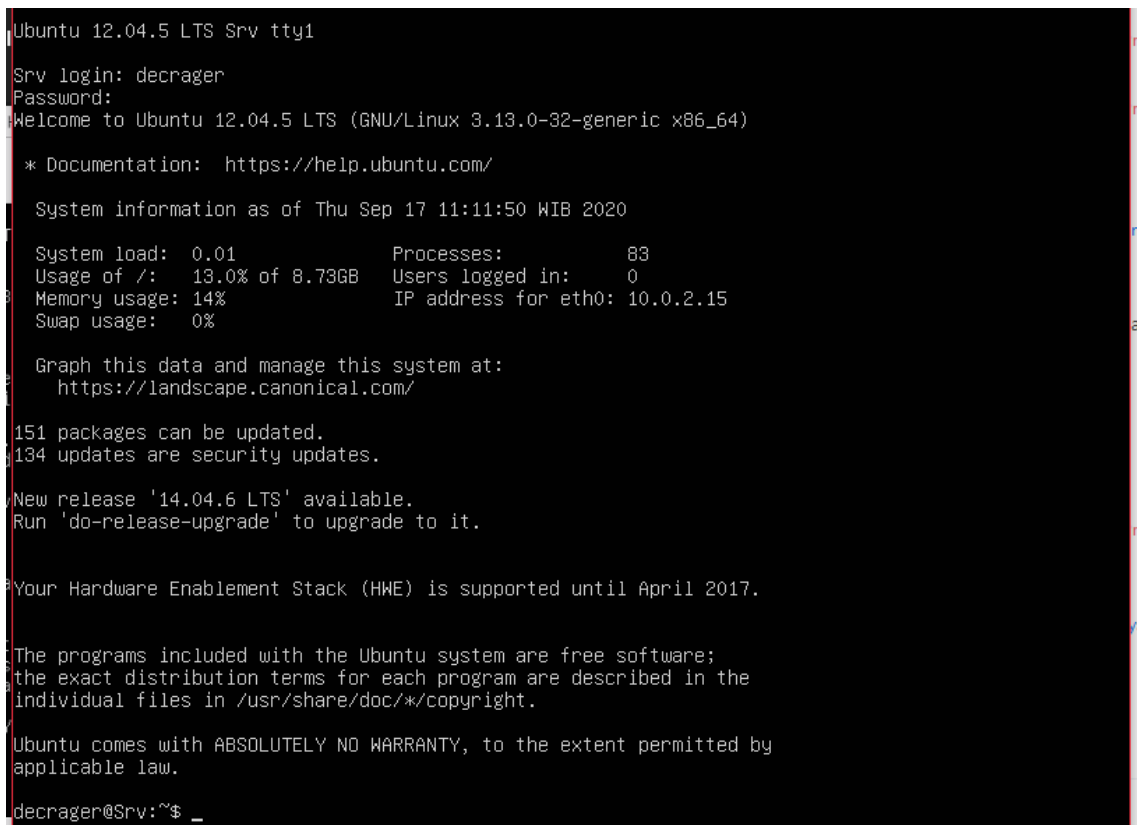 Ubuntu 12.04.5 LTS Srv tty1
Srv login: decrager
Password:
Welcome to Ubuntu 12.04.5 LTS (GNU/Linux 3.13.0-32-generic x86_64)
* Documentation:  https://help.ubuntu.com/
System information as of Thu Sep 17 11:11:50 WIB 2020
System load:  0.01               Processes:           83
Usage of /:   13.0% of 8.73GB   Users logged in:     0
Memory usage: 14%               IP address for eth0: 10.0.2.15
Swap usage:   0%
Graph this data and manage this system at:
https://landscape.canonical.com/
151 packages can be updated.
134 updates are security updates.
New release '14.04.6 LTS' available.
Run 'do-release-upgrade' to upgrade to it.
Your Hardware Enablement Stack (HWE) is supported until April 2017.
The programs included with the Ubuntu system are free software;
the exact distribution terms for each program are described in the
individual files in /usr/share/doc/*/copyright.
Ubuntu comes with ABSOLUTELY NO WARRANTY, to the extent permitted by
applicable law.
decrager@Srv:~$ _